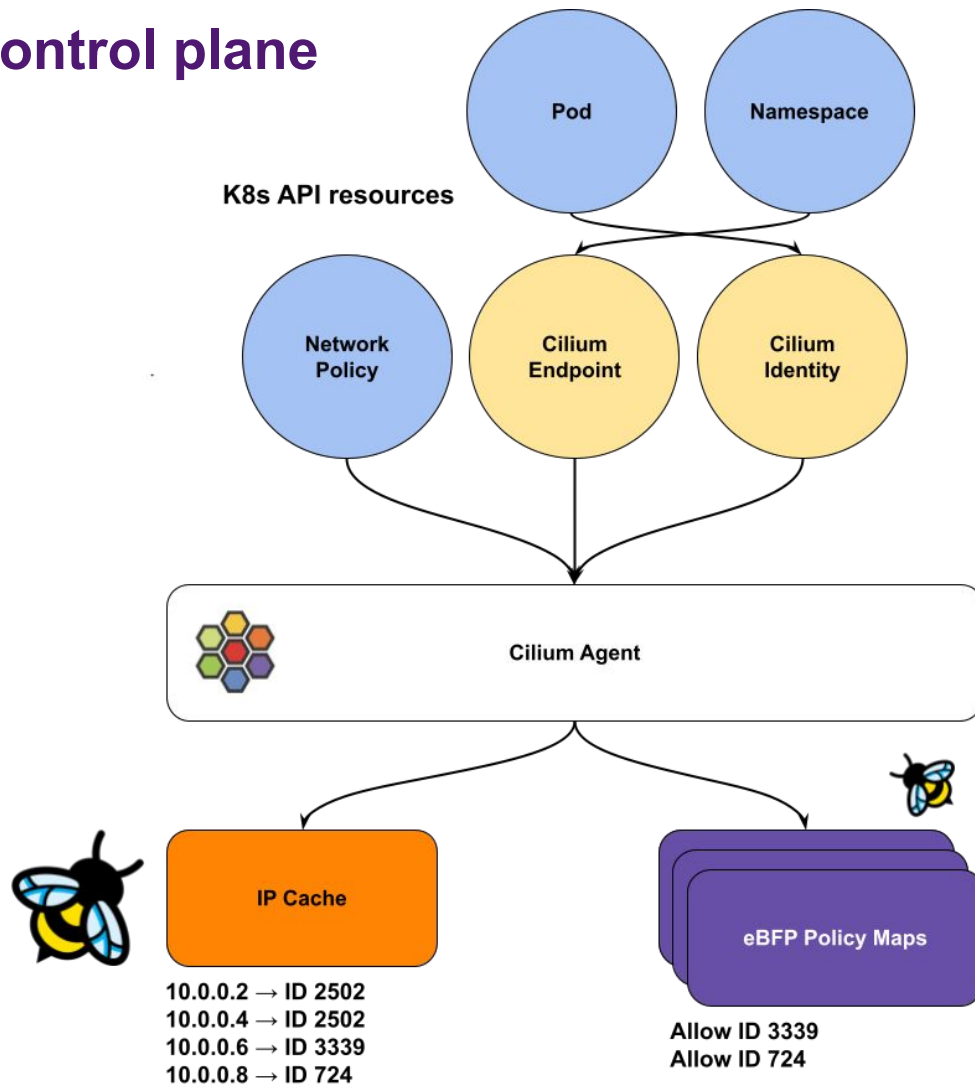 ontrol plane
Pod
Namespace
K8s API resources
Network
Policy
Cilium
Endpoint
Cilium
Identity
Cilium Agent
IP Cache
eBFP Policy Maps
10.0.0.2 → ID 2502
10.0.0.4 → ID 2502
10.0.0.6 → ID 3339
10.0.0.8 → ID 724
Allow ID 3339
Allow ID 724